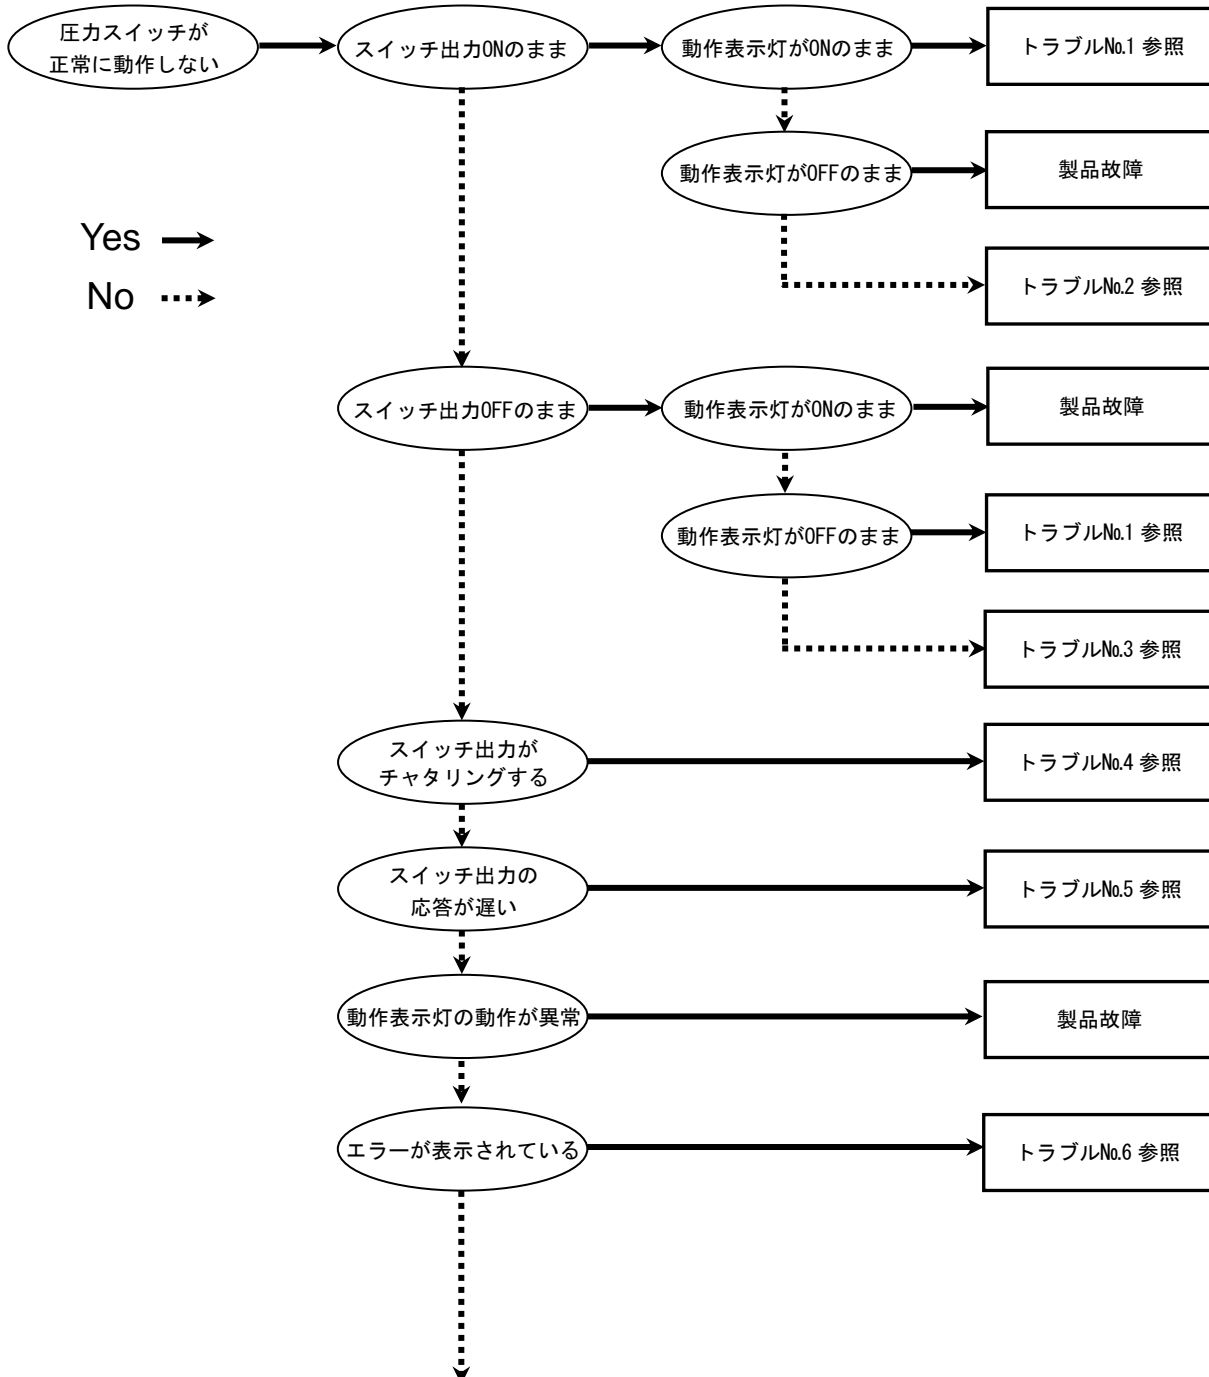 圧力スイッチが
正常に動作しない
スイッチ出力ONのまま
動作表示灯がONのまま
トラブル№1 参照
動作表示灯がOFFのまま
製品故障
Yes
No
トラブル№2 参照
スイッチ出力OFFのまま
動作表示灯がONのまま
製品故障
動作表示灯がOFFのまま
トラブル№1 参照
トラブル№3 参照
スイッチ出力が
チャタリングする
トラブル№4 参照
スイッチ出力の
応答が遅い
トラブル№5 参照
動作表示灯の動作が異常
製品故障
エラーが表示されている
トラブル№6 参照